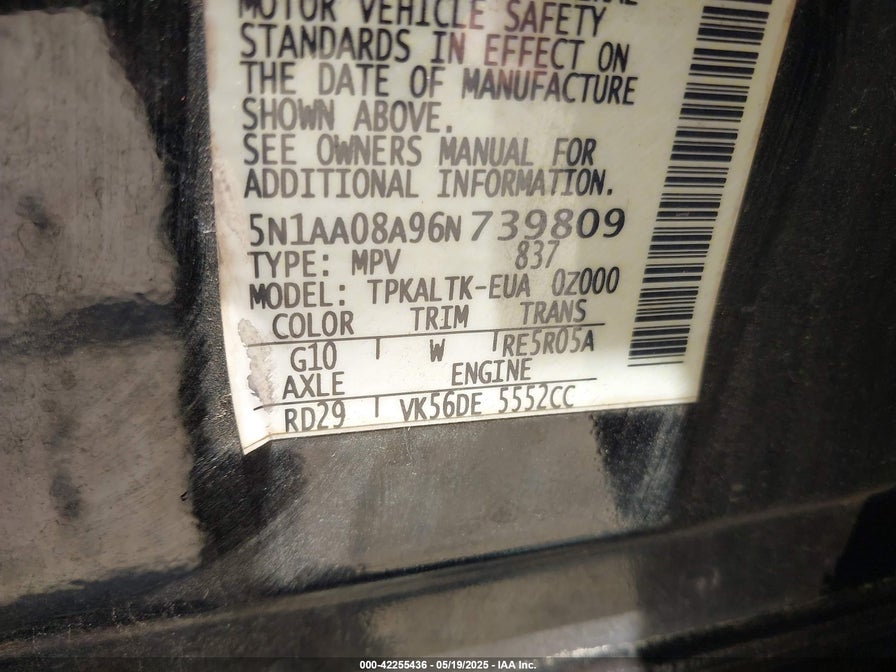 MOTOR VEHICLE SAFETY
STANDARDS IN EFFECT ON
THE DATE OF MANUFACTURE
SHOWN ABOVE.
SEE OWNERS MANUAL FOR
ADDITIONAL INFORMATION.
5N1AA08A96N739809
TYPE: MPV 837
MODEL: TPKALTK-EUA 0Z000
COLOR TRIM TRANS
G10 W RE5R05A
AXLE ENGINE
RD29 VK56DE 5552CC
000-42255436 - 05/19/2025 - IAA Inc.